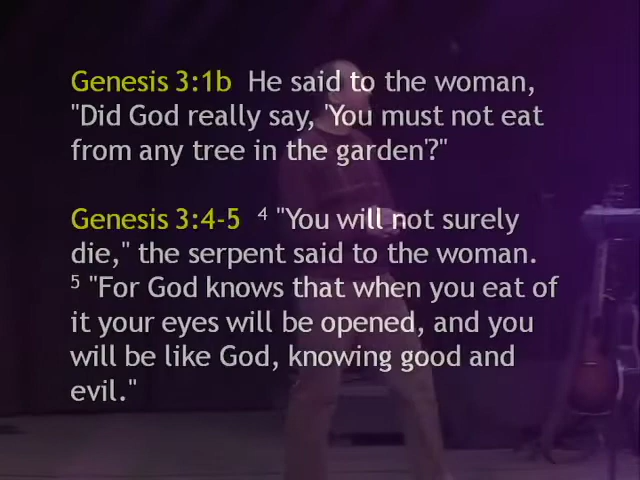 Genesis 3:1b He said to the woman,
"Did God really say, 'You must not eat
from any tree in the garden'?"
Genesis 3:4-5 4 "You will not surely
die," the serpent said to the woman.
5 "For God knows that when you eat of
it your eyes will be opened, and you
will be like God, knowing good and
evil."